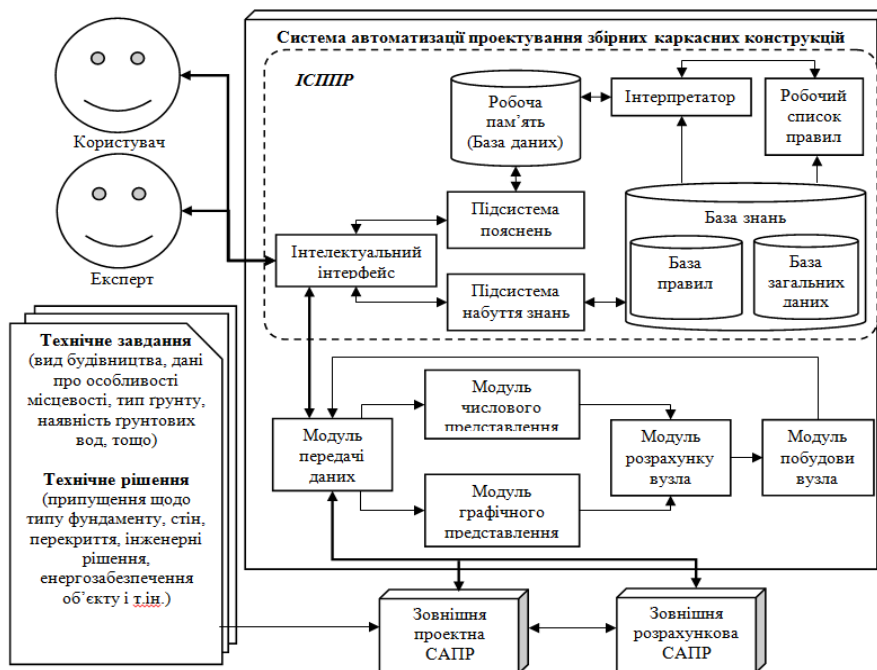 Система автоматизації проектування збірних каркасних конструкцій
ІСППР
Користувач
Експерт
Робоча
пам’ять
(База даних)
Інтерпретатор
Робочий
список
правил
Підсистема
пояснень
База знань
База
правил
База
загальних
даних
Інтелектуальний
інтерфейс
Підсистема
набуття знань
Технічне завдання
(вид будівництва, дані
про особливості
місцевості, тип ґрунту,
наявність ґрунтових
вод, тощо)
Технічне рішення
(припущення щодо
типу фундаменту, стін,
перекриття, інженерні
рішення,
енергозабезпечення
об’єкту і т.ін.)
Модуль
передачі
даних
Модуль
числового
представлення
Модуль
графічного
представлення
Модуль
розрахунку
вузла
Модуль
побудови
вузла
Зовнішня
проектна
САПР
Зовнішня
розрахункова
САПР